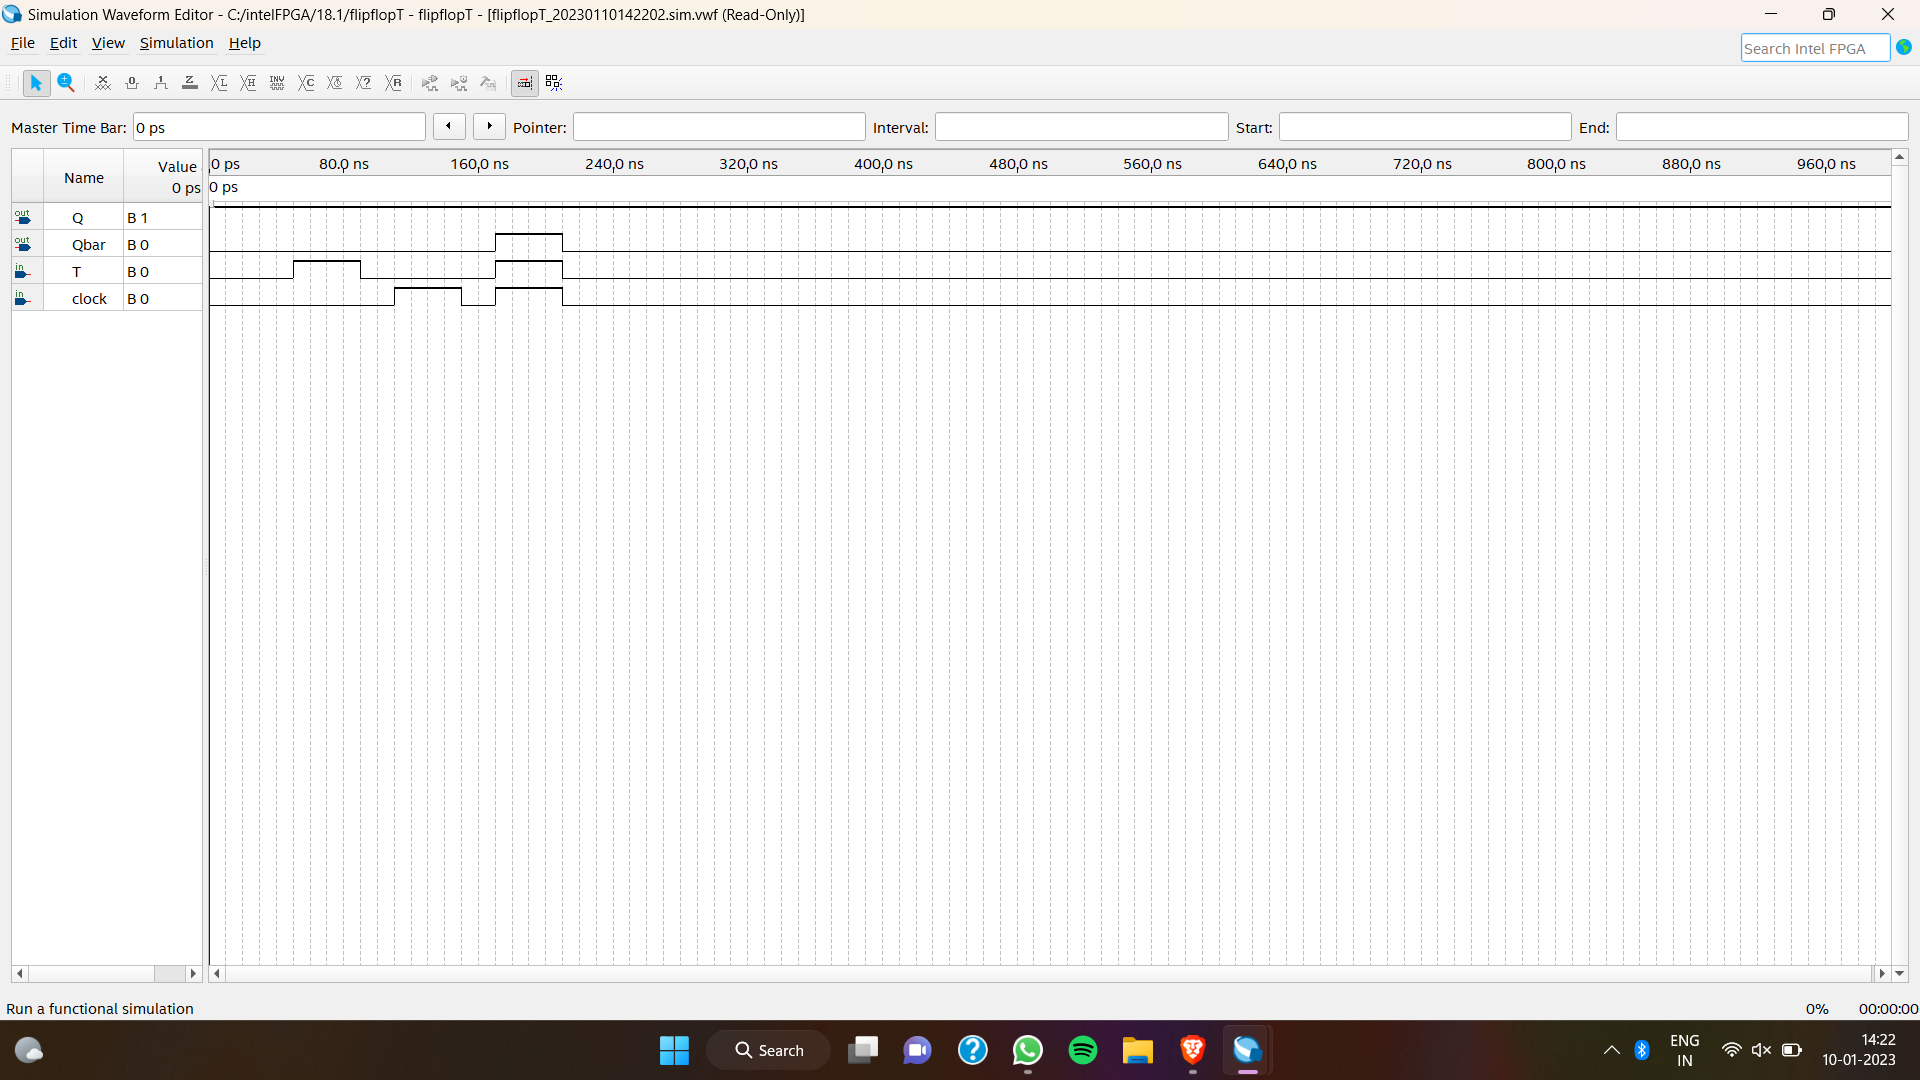 Simulation Waveform Editor - C:/intelFPGA/18.1/flipflopT - flipflopT - [flipflopT_20230110142202.sim.vwf (Read-Only)]
File Edit View Simulation Help
Search Intel FPGA
Master Time Bar: 0 ps Pointer: Interval: Start: End:
Name Value 0 ps
0 ps 80.0 ns 160.0 ns 240.0 ns 320.0 ns 400.0 ns 480.0 ns 560.0 ns 640.0 ns 720.0 ns 800.0 ns 880.0 ns 960.0 ns
0 ps
out Q B 1
out Qbar B 0
in T B 0
in clock B 0
Run a functional simulation 0% 00:00:00
Search
ENG
IN
14:22
10-01-2023